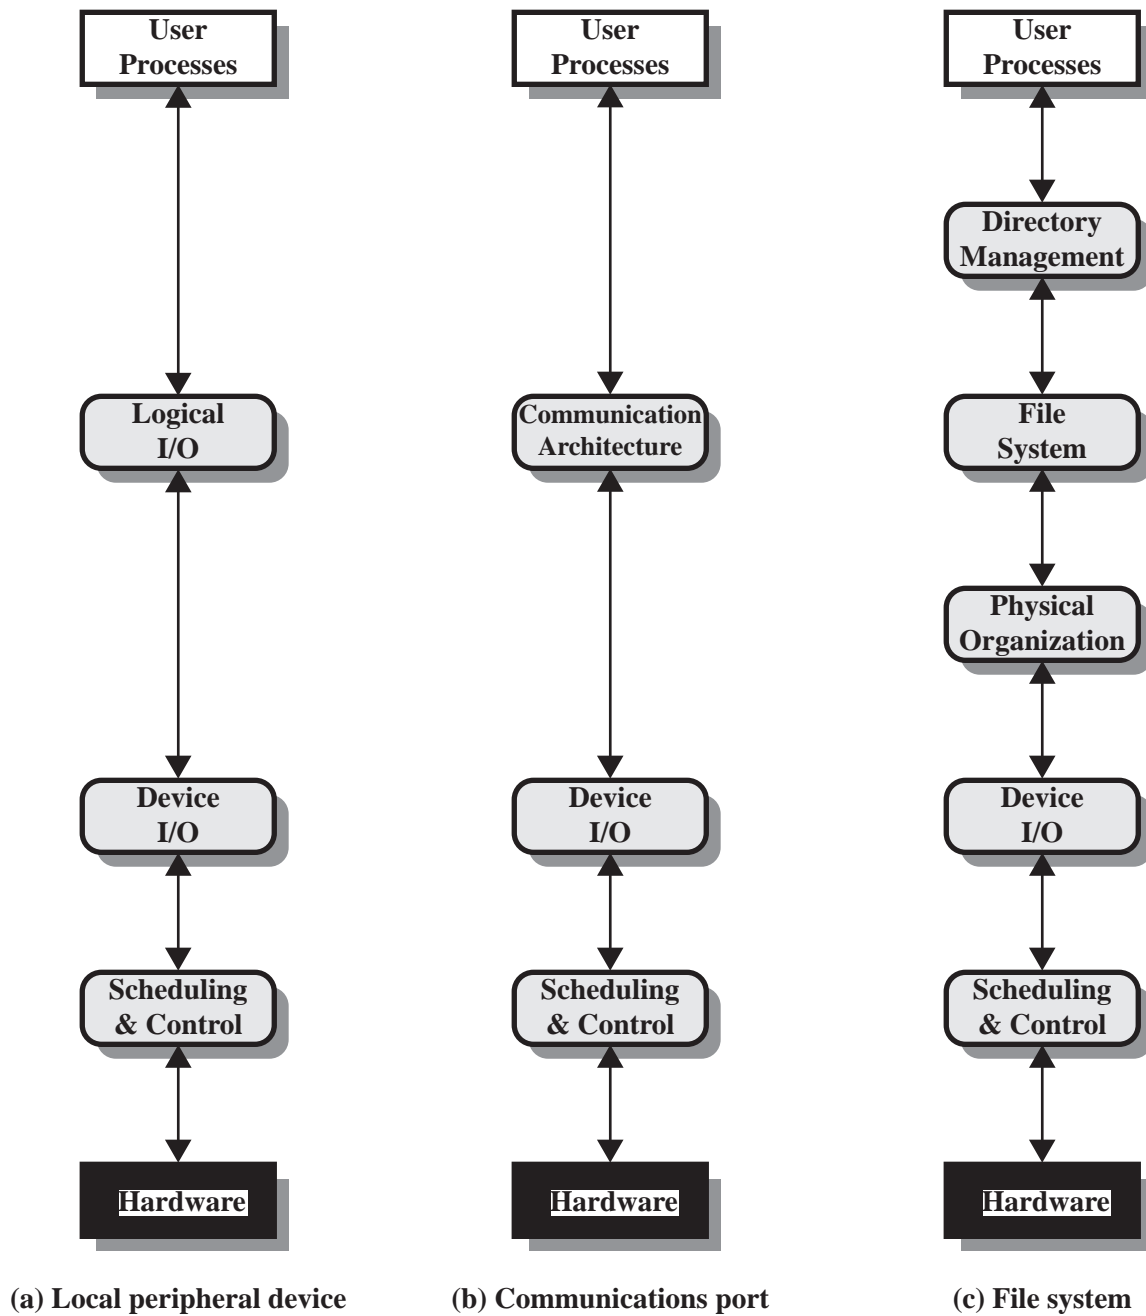 User
Processes
Logical
I/O
Device
I/O
Scheduling
& Control
Hardware
(a) Local peripheral device
User
Processes
Communication
Architecture
Device
I/O
Scheduling
& Control
Hardware
(b) Communications port
User
Processes
Directory
Management
File
System
Physical
Organization
Device
I/O
Scheduling
& Control
Hardware
(c) File system